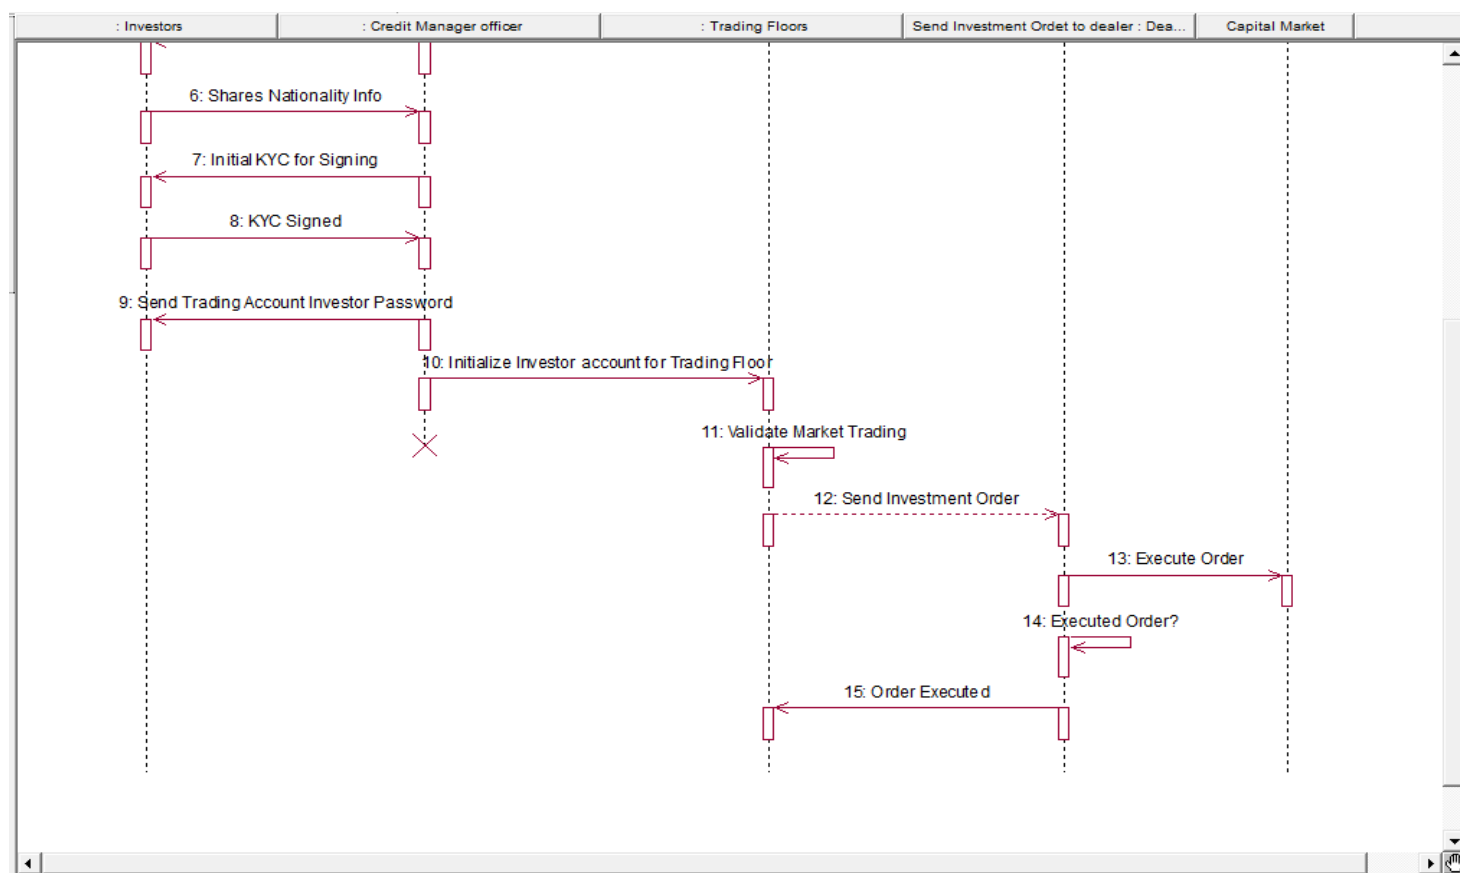 : Investors
: Credit Manager officer
: Trading Floors
Send Investment Ordet to dealer : Dea...
Capital Market
6: Shares Nationality Info
7: Initial KYC for Signing
8: KYC Signed
9: Send Trading Account Investor Password
10: Initialize Investor account for Trading Floor
11: Validate Market Trading
12: Send Investment Order
13: Execute Order
14: Executed Order?
15: Order Executed